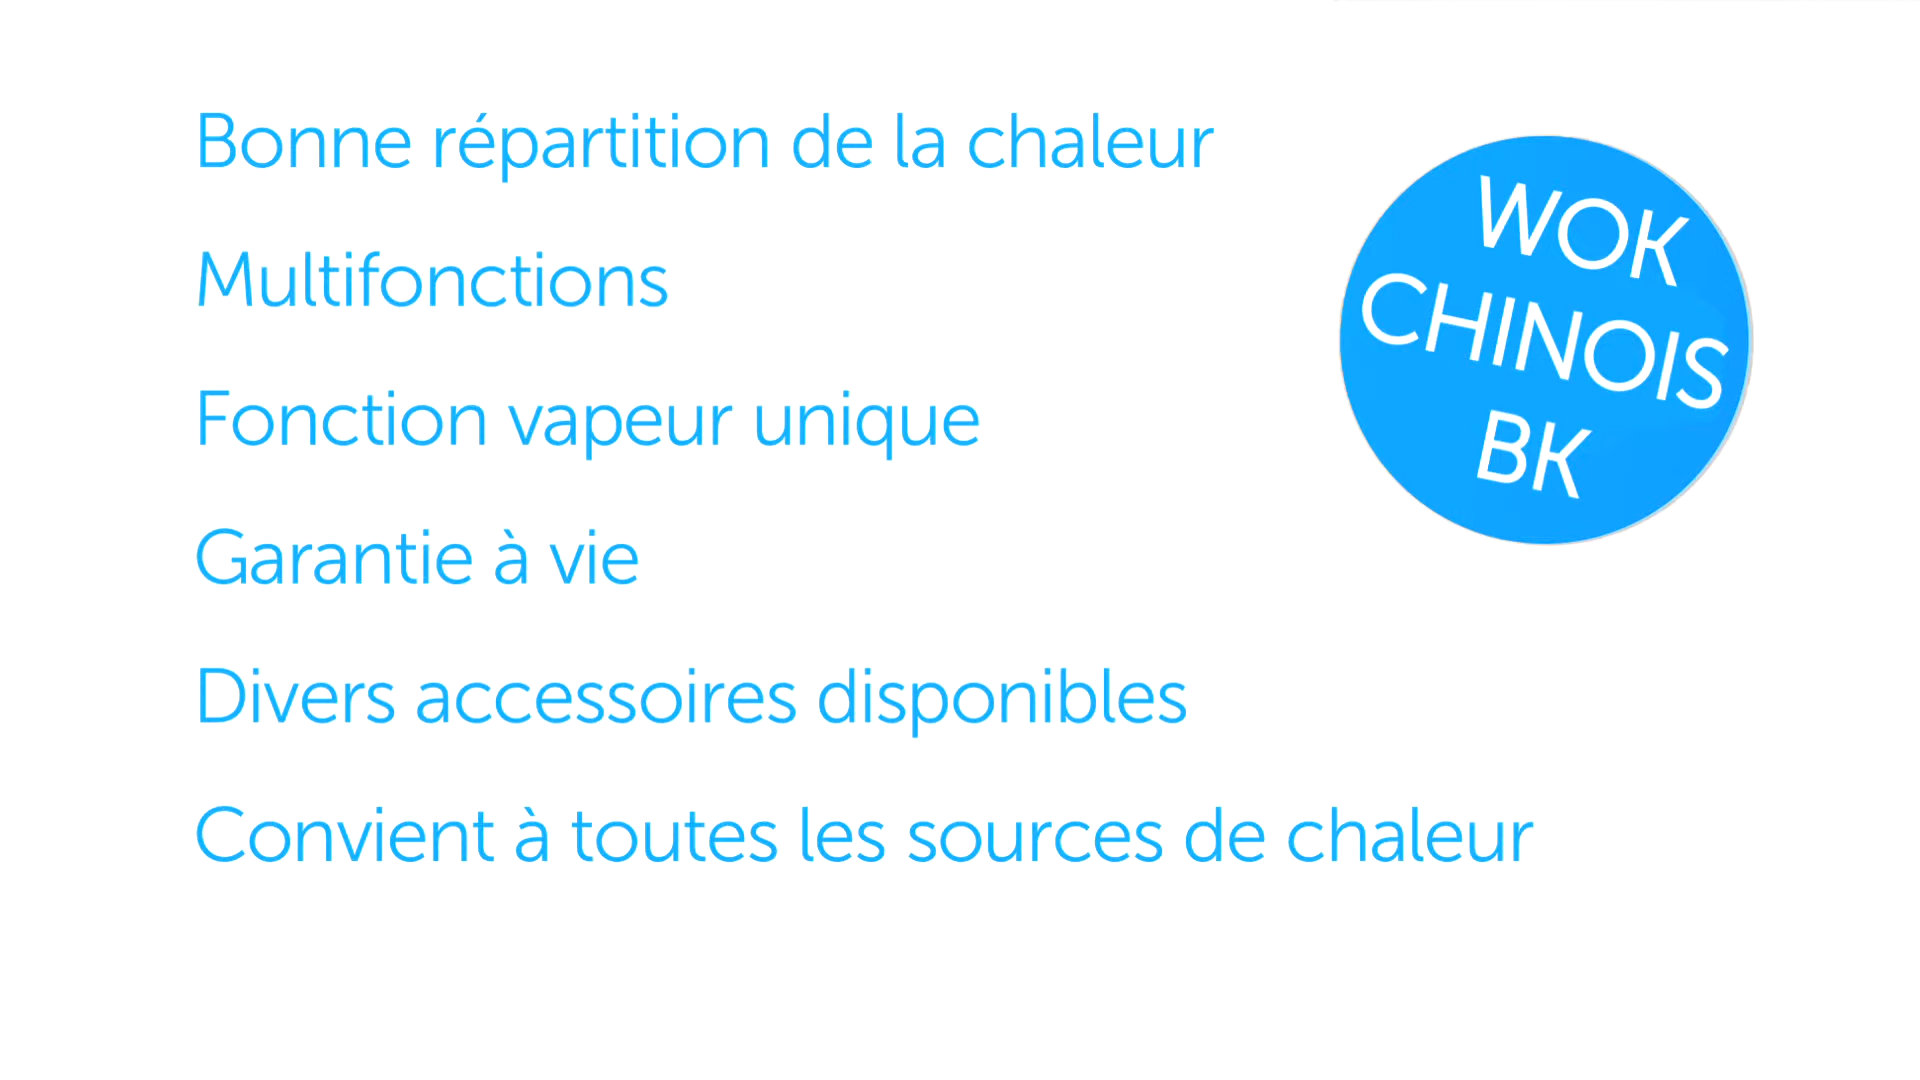 Bonne répartition de la chaleur
Multifonctions
Fonction vapeur unique
Garantie à vie
Divers accessoires disponibles
Convient à toutes les sources de chaleur
WOK
CHINOIS
BK